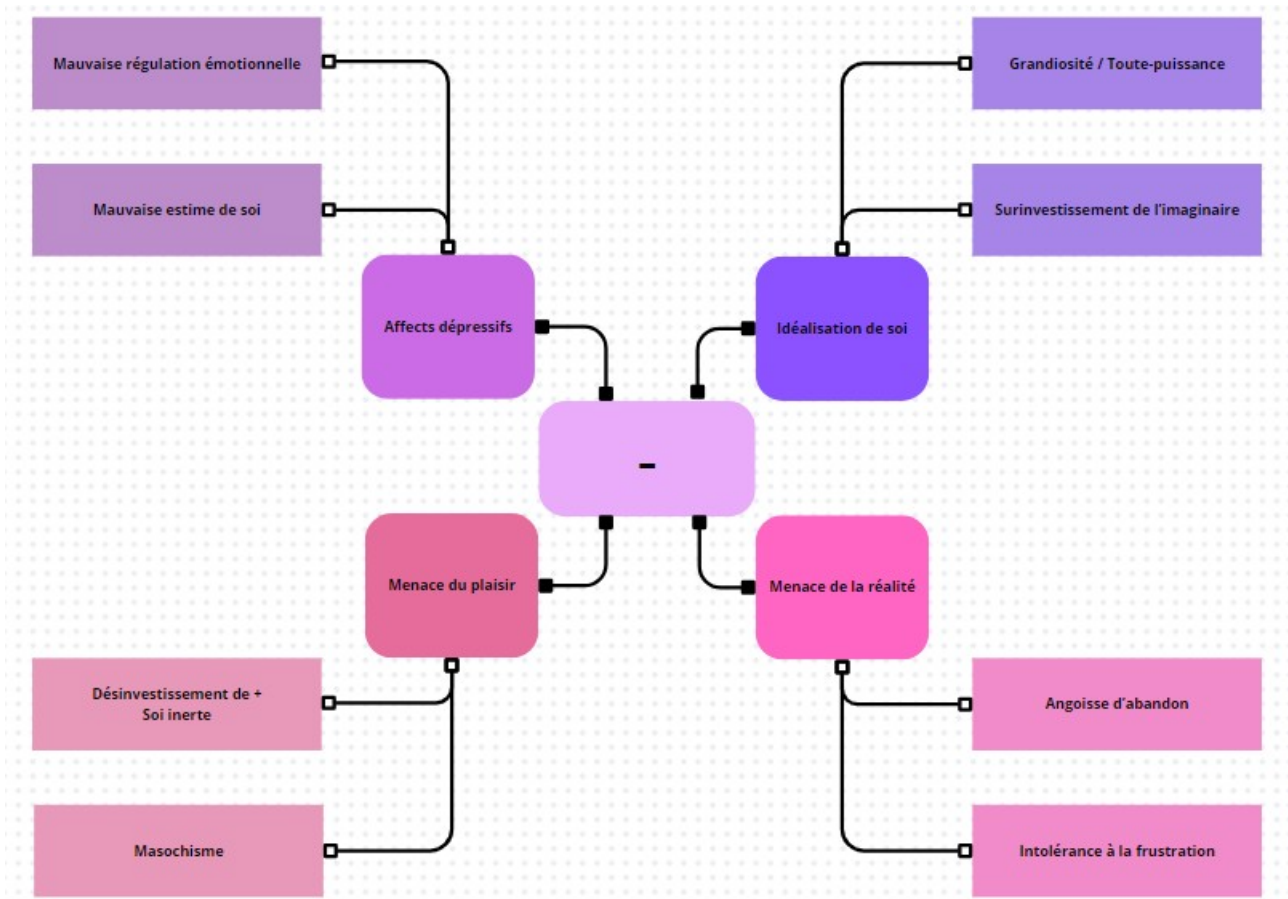 Mauvaise régulation émotionnelle
Grandiosité / Toute-puissance
Mauvaise estime de soi
Surinvestissement de l'imaginaire
Affects dépressifs
Idéalisation de soi
–
Menace du plaisir
Menace de la réalité
Désinvestissement de +
Soi inerte
Angoisse d'abandon
Masochisme
Intolérance à la frustration